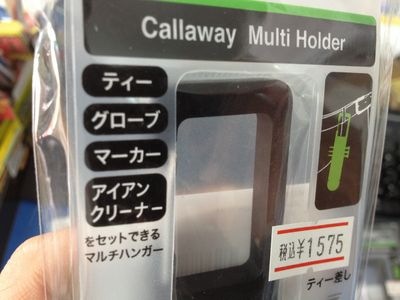 Callaway Multi Holder
ティー
グローブ
マーカー
アイアン
クリーナー
をセットできる
マルチハンガー
税込¥1575
ティー差し